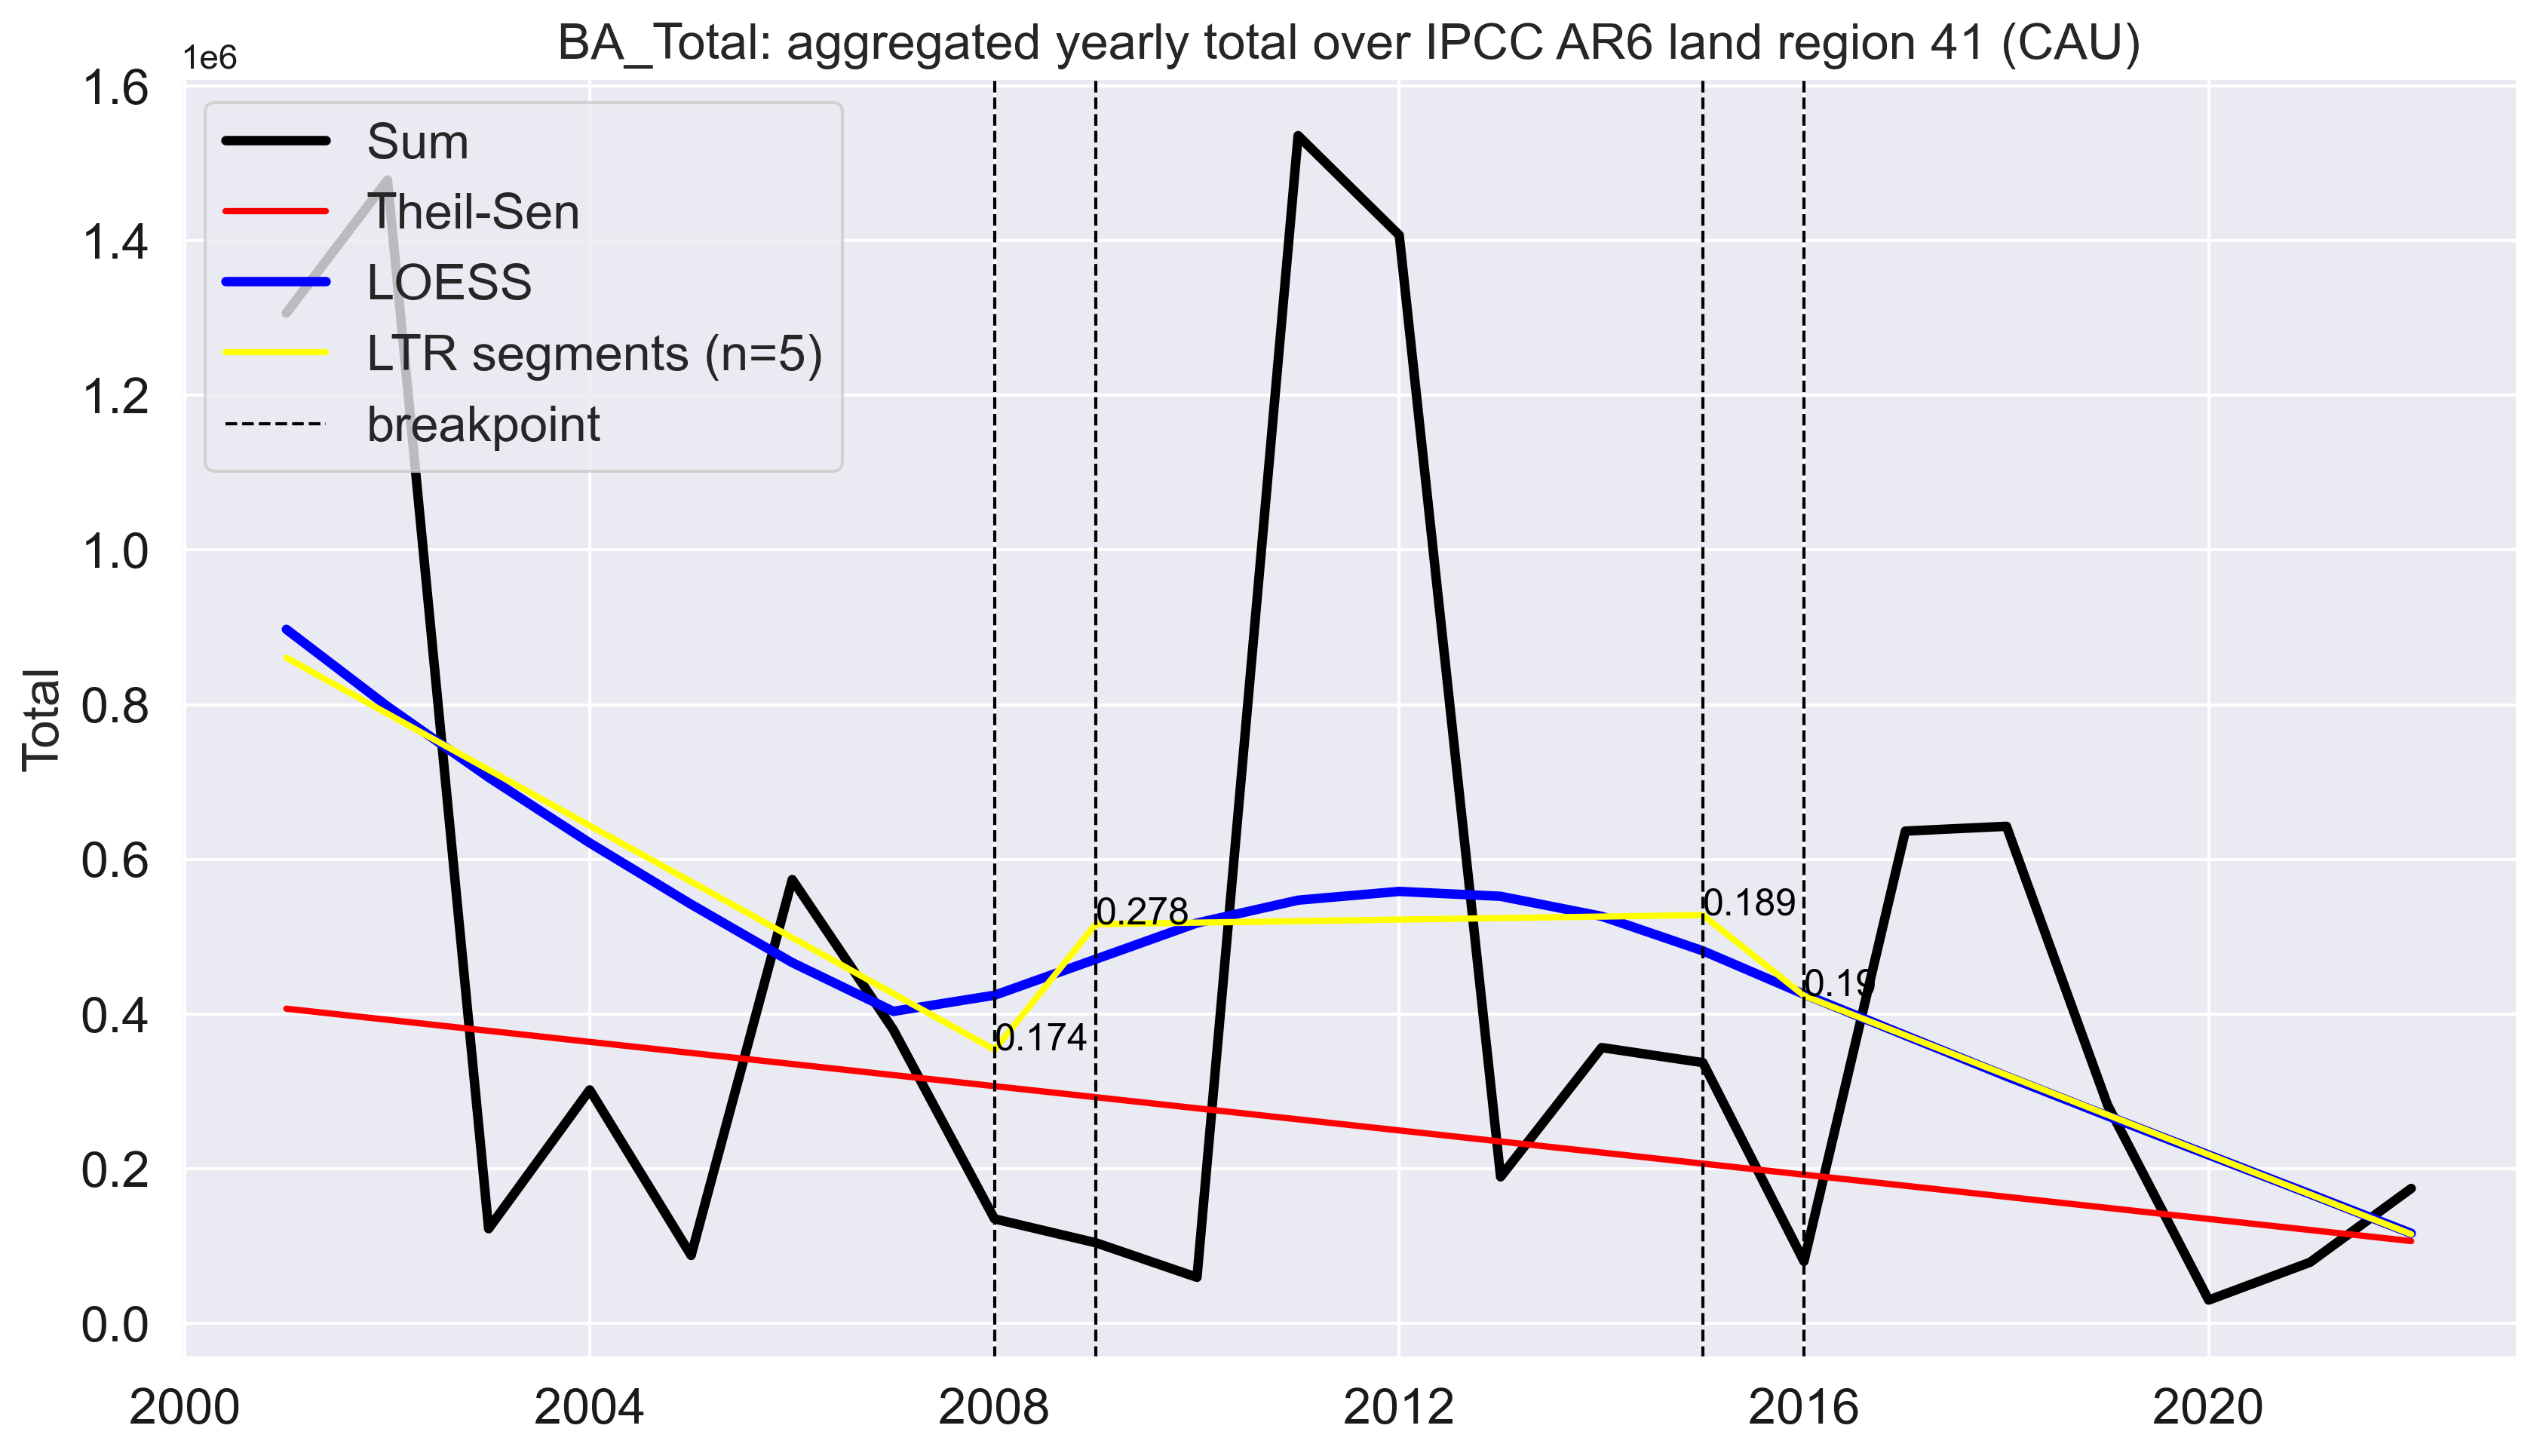 BA_Total: aggregated yearly total over IPCC AR6 land region 41 (CAU)
1e6
1.6
1.4
1.2
1.0
0.8
0.6
0.4
0.2
0.0
Total
Sum
Theil-Sen
LOESS
LTR segments (n=5)
breakpoint
0.174
0.278
0.189
0.19
2000 2004 2008 2012 2016 2020